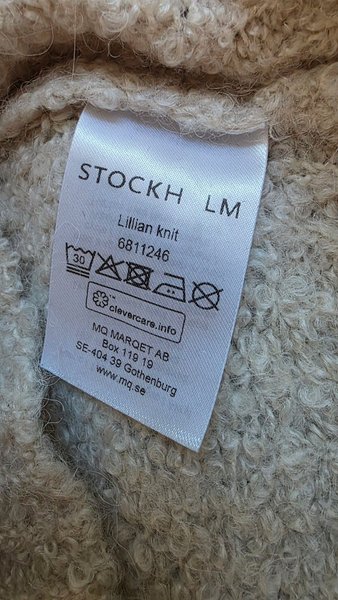 STOCKH LM
Lillian knit
6811246
30
™
clevercare.info
MQ MARQET AB
Box 119 19
SE-404 39 Gothenburg
www.mq.se